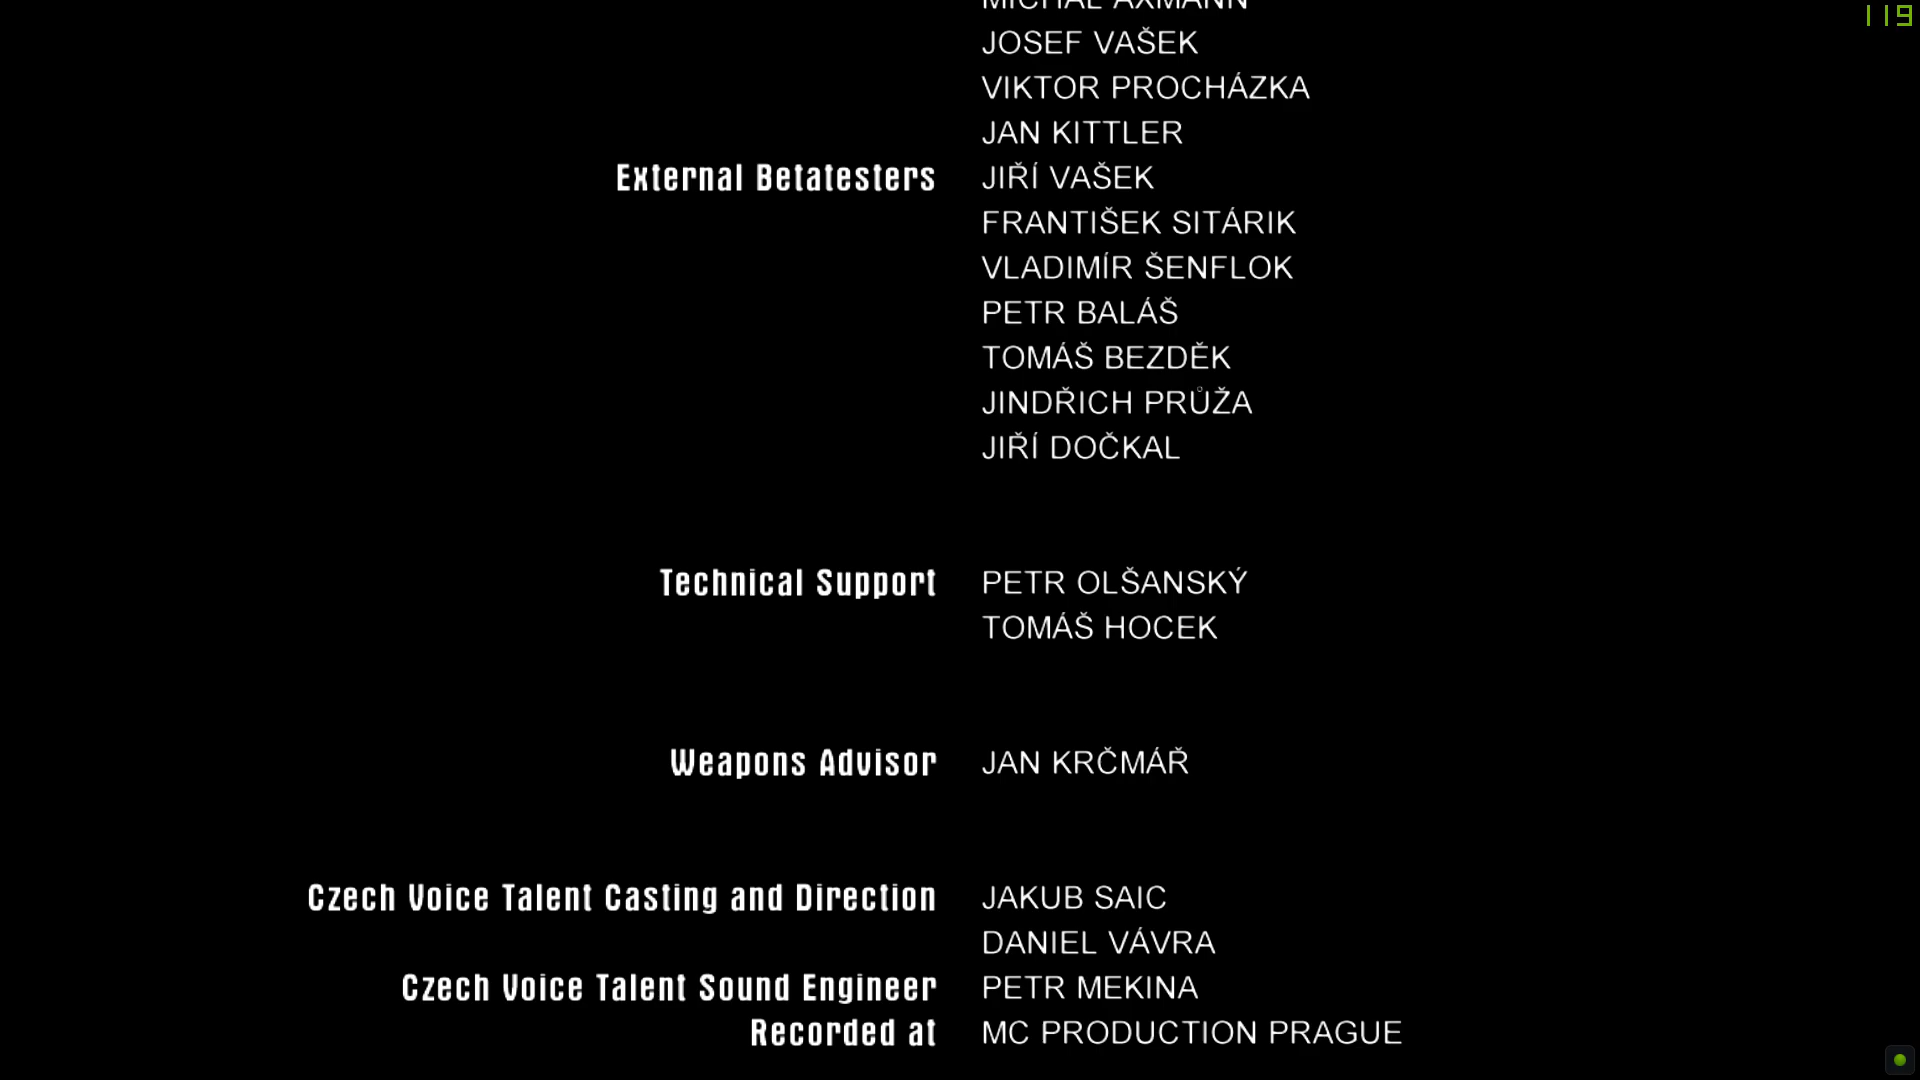 MICHAL AXMANN
119
JOSEF VAŠEK
VIKTOR PROCHÁZKA
JAN KITTLER
External Betatesters JIŘÍ VAŠEK
FRANTIŠEK SITÁRIK
VLADIMÍR ŠENFLOK
PETR BALÁŠ
TOMÁŠ BEZDĚK
JINDŘICH PRŮŽA
JIŘÍ DOČKAL
Technical Support PETR OLŠANSKÝ
TOMÁŠ HOCEK
Weapons Advisor JAN KRČMÁŘ
Czech Voice Talent Casting and Direction JAKUB SAIC
DANIEL VÁVRA
Czech Voice Talent Sound Engineer PETR MEKINA
Recorded at MC PRODUCTION PRAGUE